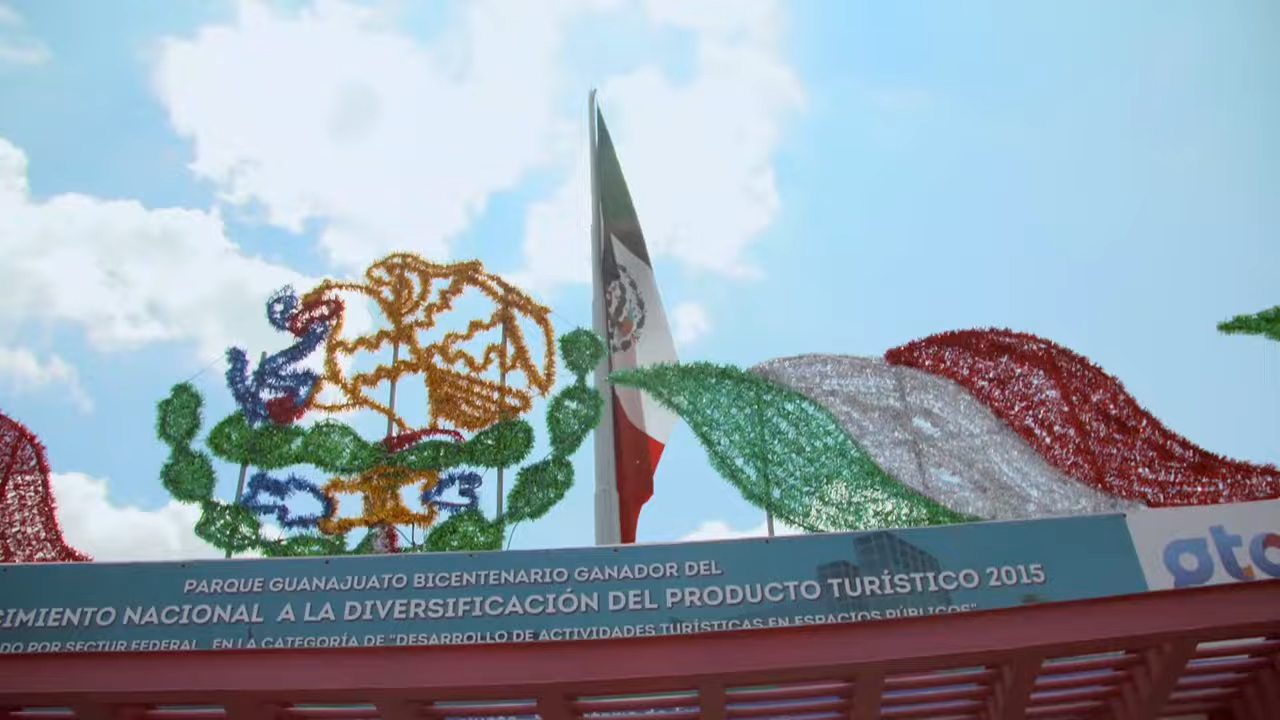 PARQUE GUANAJUATO BICENTENARIO GANADOR DEL
CIMIENTO NACIONAL A LA DIVERSIFICACIÓN DEL PRODUCTO TURÍSTICO 2015
DO POR SECTUR FEDERAL EN LA CATEGORÍA DE "DESARROLLO DE ACTIVIDADES TURÍSTICAS EN ESPACIOS PÚBLICOS"
gto